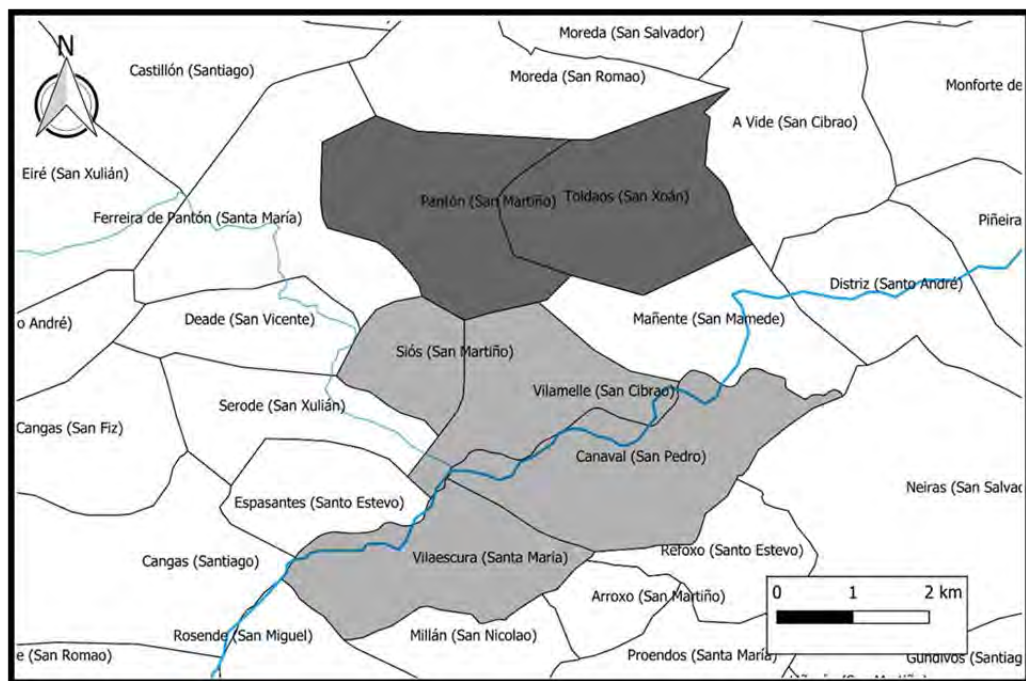 Moreda (San Salvador)
N
Castillón (Santiago)
Moreda (San Romao)
Monforte de
A Vide (San Cibrao)
Eiré (San Xulián)
Pantón (San Martiño)
Toldaos (San Xoán)
Ferreira de Pantón (Santa María)
Piñeira
Distriz (Santo André)
o André)
Deade (San Vicente)
Mañente (San Mamede)
Siós (San Martiño)
Vilamelle (San Cibrao)
Serode (San Xulián)
Cangas (San Fiz)
Canaval (San Pedro)
Neiras (San Salvad
Espasantes (Santo Estevo)
Cangas (Santiago)
Vilaescura (Santa María)
Refoxo (Santo Estevo)
0 1 2 km
Arroxo (San Martiño)
Rosende (San Miguel)
Millán (San Nicolao)
e (San Romao)
Proendos (Santa María)
Gundivós (Santiag